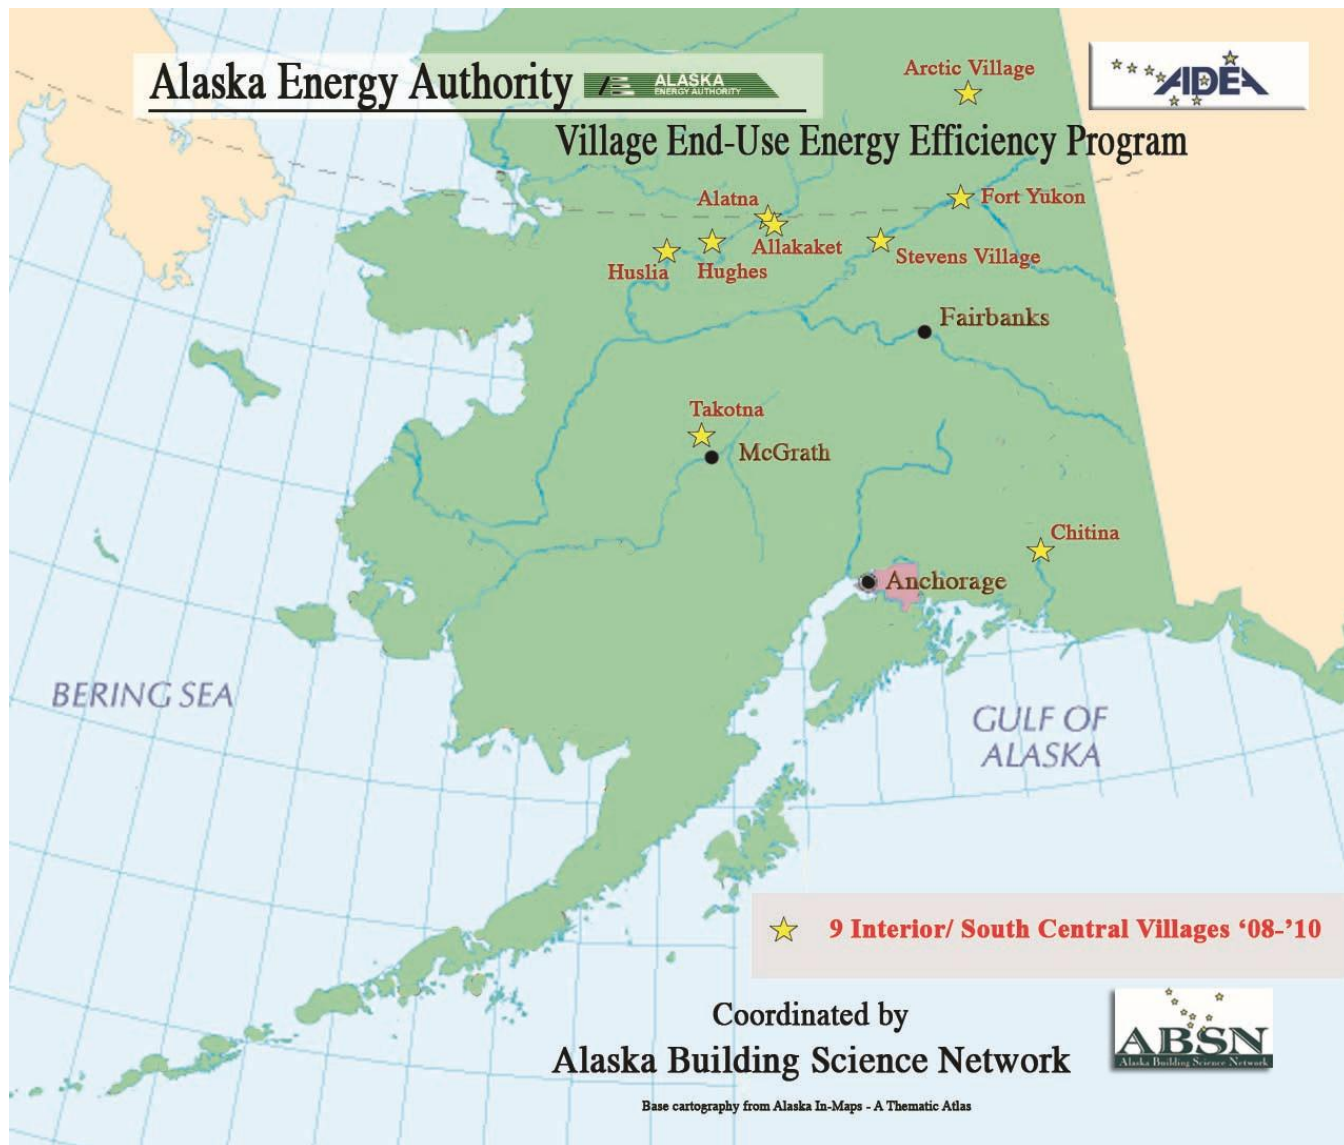 Alaska Energy Authority
ALASKA
ENERGY AUTHORITY
Arctic Village
AIDEA
Village End-Use Energy Efficiency Program
Alatna
Fort Yukon
Allakaket
Stevens Village
Huslia
Hughes
Fairbanks
Takotna
McGrath
Chitina
Anchorage
BERING SEA
GULF OF
ALASKA
9 Interior/ South Central Villages ‘08-’10
Coordinated by
Alaska Building Science Network
ABSN
Alaska Building Science Network
Base cartography from Alaska In-Maps - A Thematic Atlas